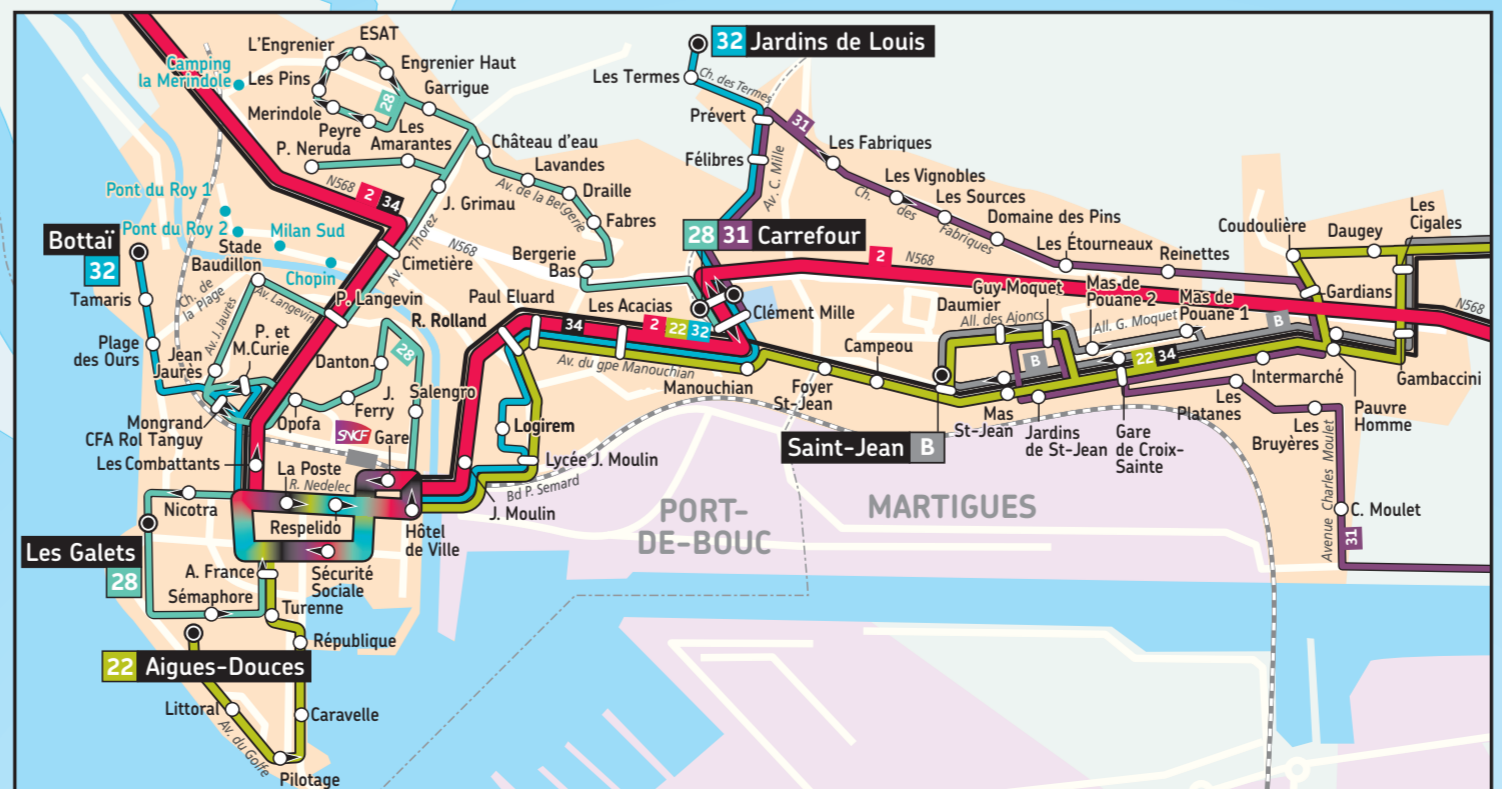 ESAT
L'Engrenier
Camping
la Merindole
Les Pins
Engrenier Haut
Garrigue
28
Merindole
Peyre
Les
Amarantes
P. Neruda
Château d'eau
Lavandes
Av. de la Bergerie
Draille
Fabres
J. Grimau
N568
2
34
Pont du Roy 1
Pont du Roy 2
Milan Sud
Chopin
Av. Thorez
N568
Cimetière
Bergerie
Bas
32 Jardins de Louis
Les Termes
Ch. des Termes
Prévert
31
Félibres
Av. C. Mille
Les Fabriques
Les Vignobles
Ch. des Fabriques
Les Sources
Domaine des Pins
Les Étourneaux
Reinettes
Coudoulière
Daugey
Les
Cigales
28 31 Carrefour
2
N568
Gardians
N568
Bottaï
32
Tamaris
Stade
Baudillon
Ch. de
la Plage
Av. J. Jaurès
Av. Langevin
P. Langevin
Plage
des Ours
Jean
Jaurès
P. et
M.Curie
Danton
28
Salengro
J.
Ferry
Opofa
Mongrand
CFA Rol Tanguy
Les Combattants
SNCF
Gare
La Poste
R. Nedelec
Respelido
Nicotra
Hôtel
de Ville
Les Galets
28
A. France
Sémaphore
Sécurité
Sociale
Turenne
République
22 Aigues-Douces
Littoral
Av. du Golfe
Caravelle
Pilotage
Paul Eluard
R. Rolland
Les Acacias
34
2 22 32
Clément Mille
Av. du gpe Manouchian
Manouchian
Logirem
Lycée J. Moulin
Bd P. Semard
J. Moulin
Foyer
St-Jean
Campeou
Daumier
Guy Moquet
All. des Ajoncs
Mas de
Pouane 2
Mas de
Pouane 1
All. G. Moquet
B
B
22 34
Saint-Jean B
Mas
St-Jean
Jardins
de St-Jean
Gare
de Croix-
Sainte
Intermarché
Les
Platanes
Les
Bruyères
Pauvre
Homme
Gambaccini
Avenue Charles Moulet
C. Moulet
31
PORT-
DE-BOUC
MARTIGUES